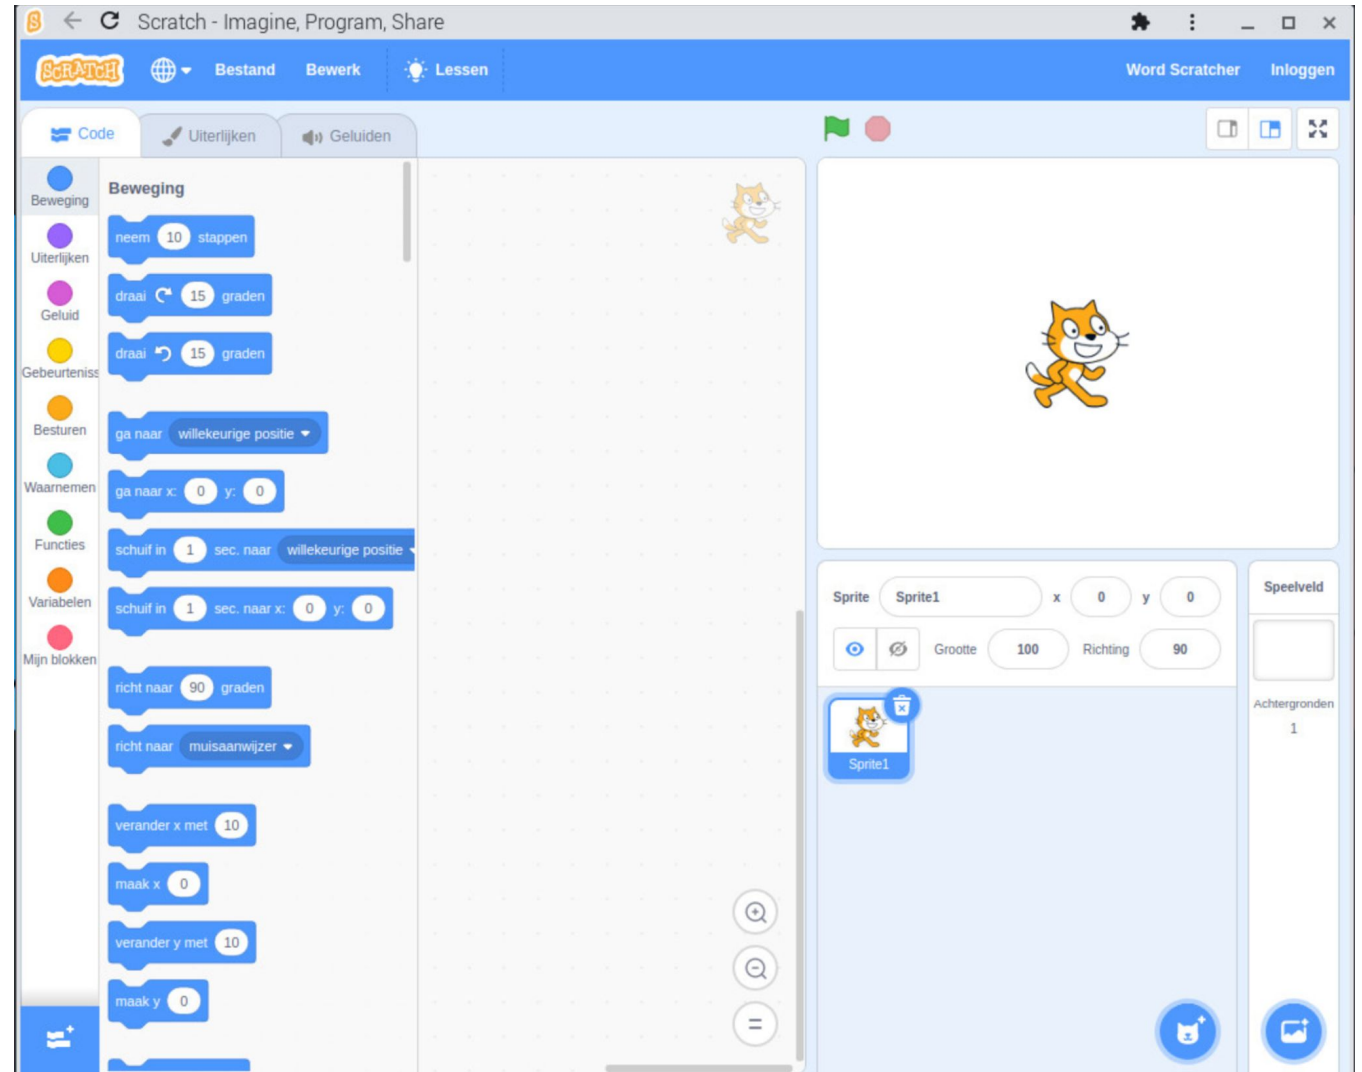 Scratch - Imagine, Program, Share
SCRATCH
Bestand
Bewerk
Lessen
Word Scratcher
Inloggen
Code
Uiterlijken
Geluiden
Beweging
Uiterlijken
Geluid
Gebeurteniss
Besturen
Waarnemen
Functies
Variabelen
Mijn blokken
Beweging
neem 10 stappen
draai 15 graden
draai 15 graden
ga naar willekeurige positie
ga naar x: 0 y: 0
schuif in 1 sec. naar willekeurige positie
schuif in 1 sec. naar x: 0 y: 0
richt naar 90 graden
richt naar muisaanwijzer
verander x met 10
maak x 0
verander y met 10
maak y 0
Sprite Sprite1 x 0 y 0
Grootte 100 Richting 90
Sprite1
Speelveld
Achtergronden
1